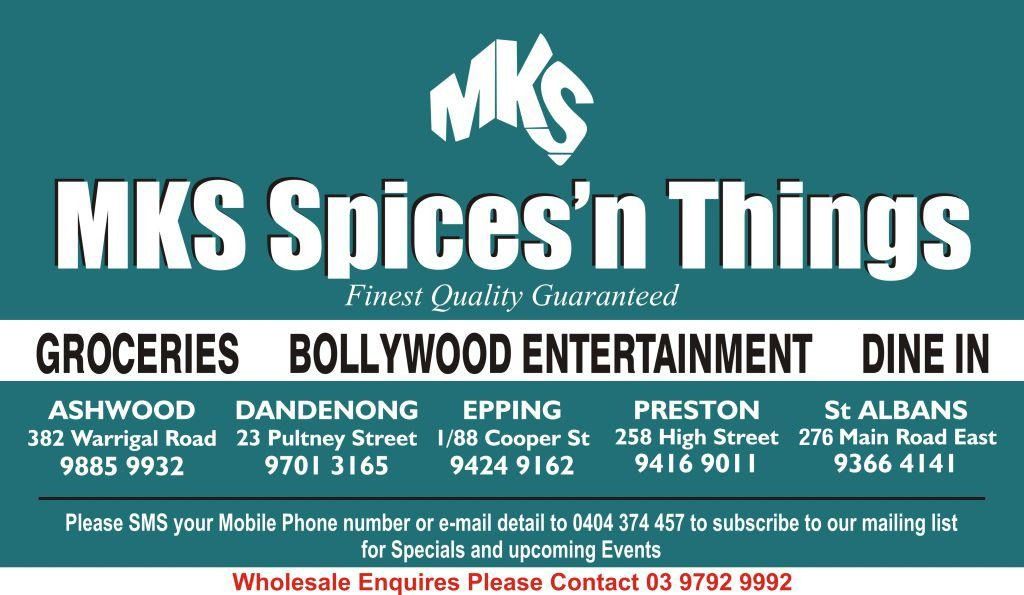 MKS
MKS Spices'n Things
Finest Quality Guaranteed
GROCERIES BOLLYWOOD ENTERTAINMENT DINE IN
ASHWOOD DANDENONG EPPING PRESTON St ALBANS
382 Warrigal Road 23 Pultney Street 1/88 Cooper St 258 High Street 276 Main Road East
9885 9932 9701 3165 9424 9162 9416 9011 9366 4141
Please SMS your Mobile Phone number or e-mail detail to 0404 374 457 to subscribe to our mailing list
for Specials and upcoming Events
Wholesale Enquires Please Contact 03 9792 9992